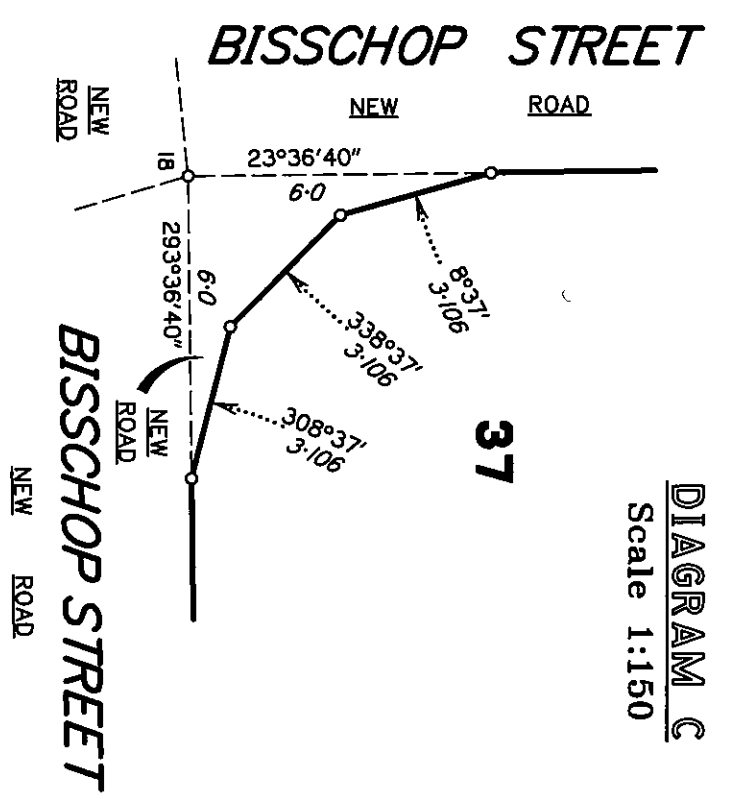 BISSCHOP STREET
NEW ROAD
NEW
ROAD
18
23°36'40"
6·0
293°36'40"
6·0
8°37'
3·106
338°37'
3·106
308°37'
3·106
NEW
ROAD
37
BISSCHOP STREET
NEW ROAD
DIAGRAM C
Scale 1:150